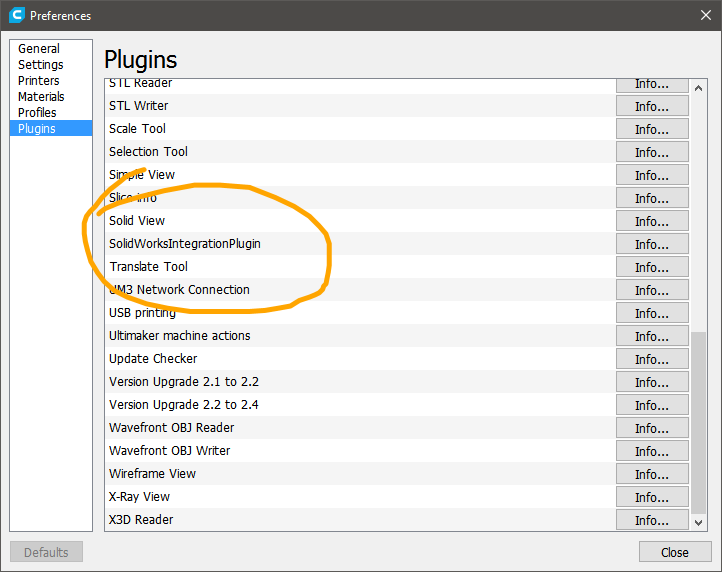 Preferences
General
Settings
Printers
Materials
Profiles
Plugins
Plugins
STL Reader Info...
STL Writer Info...
Scale Tool Info...
Selection Tool Info...
Simple View Info...
Slice info Info...
Solid View Info...
SolidWorksIntegrationPlugin Info...
Translate Tool Info...
UM3 Network Connection Info...
USB printing Info...
Ultimaker machine actions Info...
Update Checker Info...
Version Upgrade 2.1 to 2.2 Info...
Version Upgrade 2.2 to 2.4 Info...
Wavefront OBJ Reader Info...
Wavefront OBJ Writer Info...
Wireframe View Info...
X-Ray View Info...
X3D Reader Info...
Defaults Close